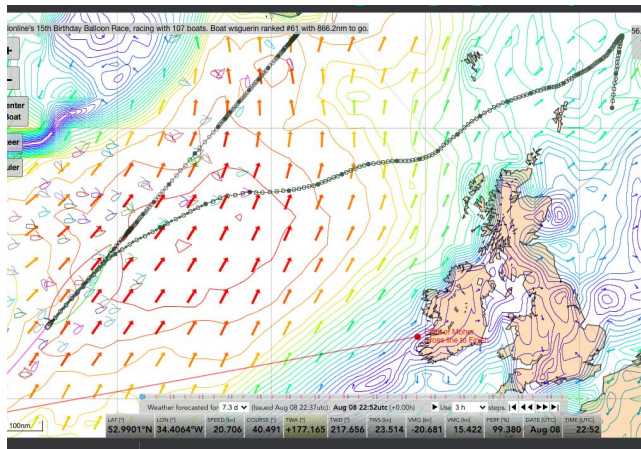 lonline's 15th Birthday Balloon Race, racing with 107 boats. Boat wsguerin ranked #61 with 866.2nm to go.
56.
+
−
enter
Boat
eer
uler
Cross line to Finish
Weather forecasted for 7.3 d (Issued Aug 08 22:37utc): Aug 08 22:52utc (+0.00h) Use 3 h steps.
100nm
LAT [°] LON [°] SPEED [kn] COURSE [°] TWA [°] TWD [°] TWS [kn] VMG [kn] VMC [kn] PERF [%] DATE [UTC] TIME [UTC]
52.9901°N 34.4064°W 20.706 40.491 +177.165 217.656 23.514 -20.681 15.422 99.380 Aug 08 22:52